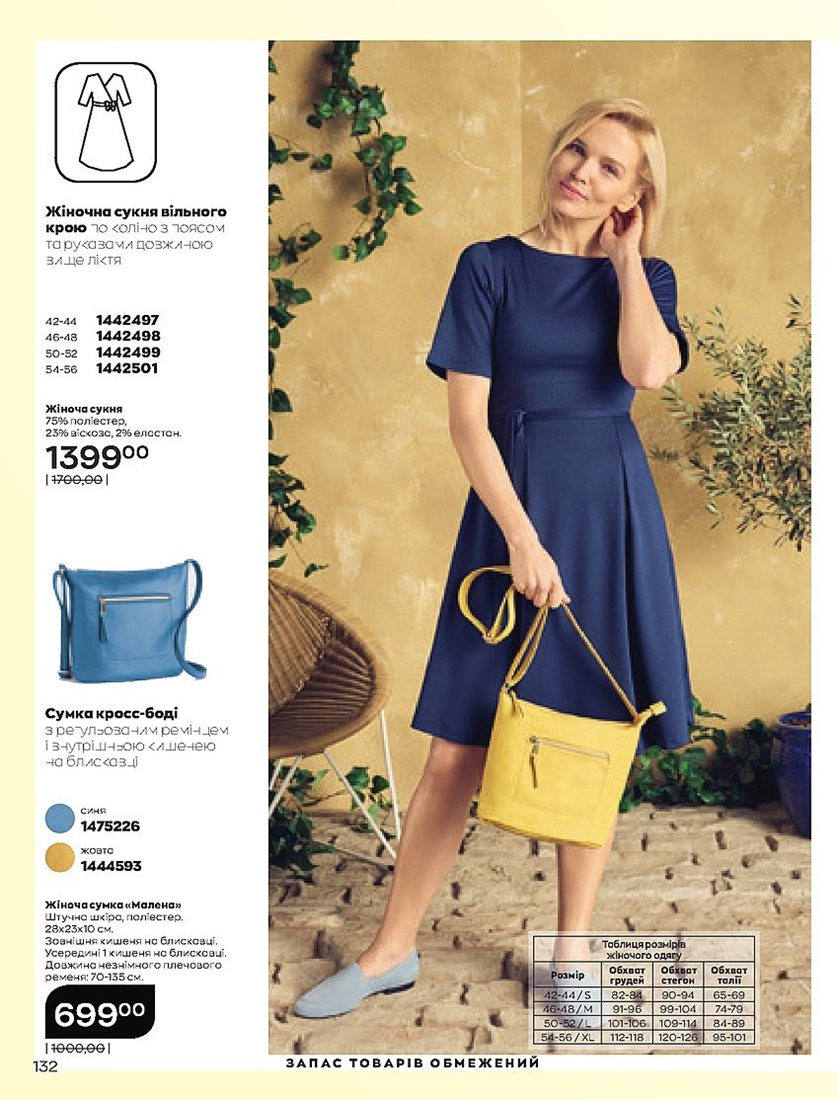 Жіночна сукня вільного
крою по коліно з поясом
та рукавами довжиною
вище ліктя
42-44 1442497
46-48 1442498
50-52 1442499
54-56 1442501
Жіноча сукня
75% поліестер,
23% віскоза, 2% еластан.
1399⁰⁰
| 1700,00 |
Сумка кросс-боді
з регульованим ремінцем
і внутрішньою кишенею
на блискавці
синя
1475226
жовта
1444593
Жіноча сумка «Малена»
Штучна шкіра, поліестер.
28х23х10 см.
Зовнішня кишеня на блискавці.
Усередині 1 кишеня на блискавці.
Довжина незнімного плечового
ременя: 70-135 см.
699⁰⁰
| 1000,00 |
132
ЗАПАС ТОВАРІВ ОБМЕЖЕНИЙ
Таблиця розмірів
жіночого одягу
Розмір Обхват грудей Обхват стегон Обхват талії
42-44 / S 82-84 90-94 65-69
46-48 / M 91-96 99-104 74-79
50-52 / L 101-106 109-114 84-89
54-56 / XL 112-118 120-126 95-101